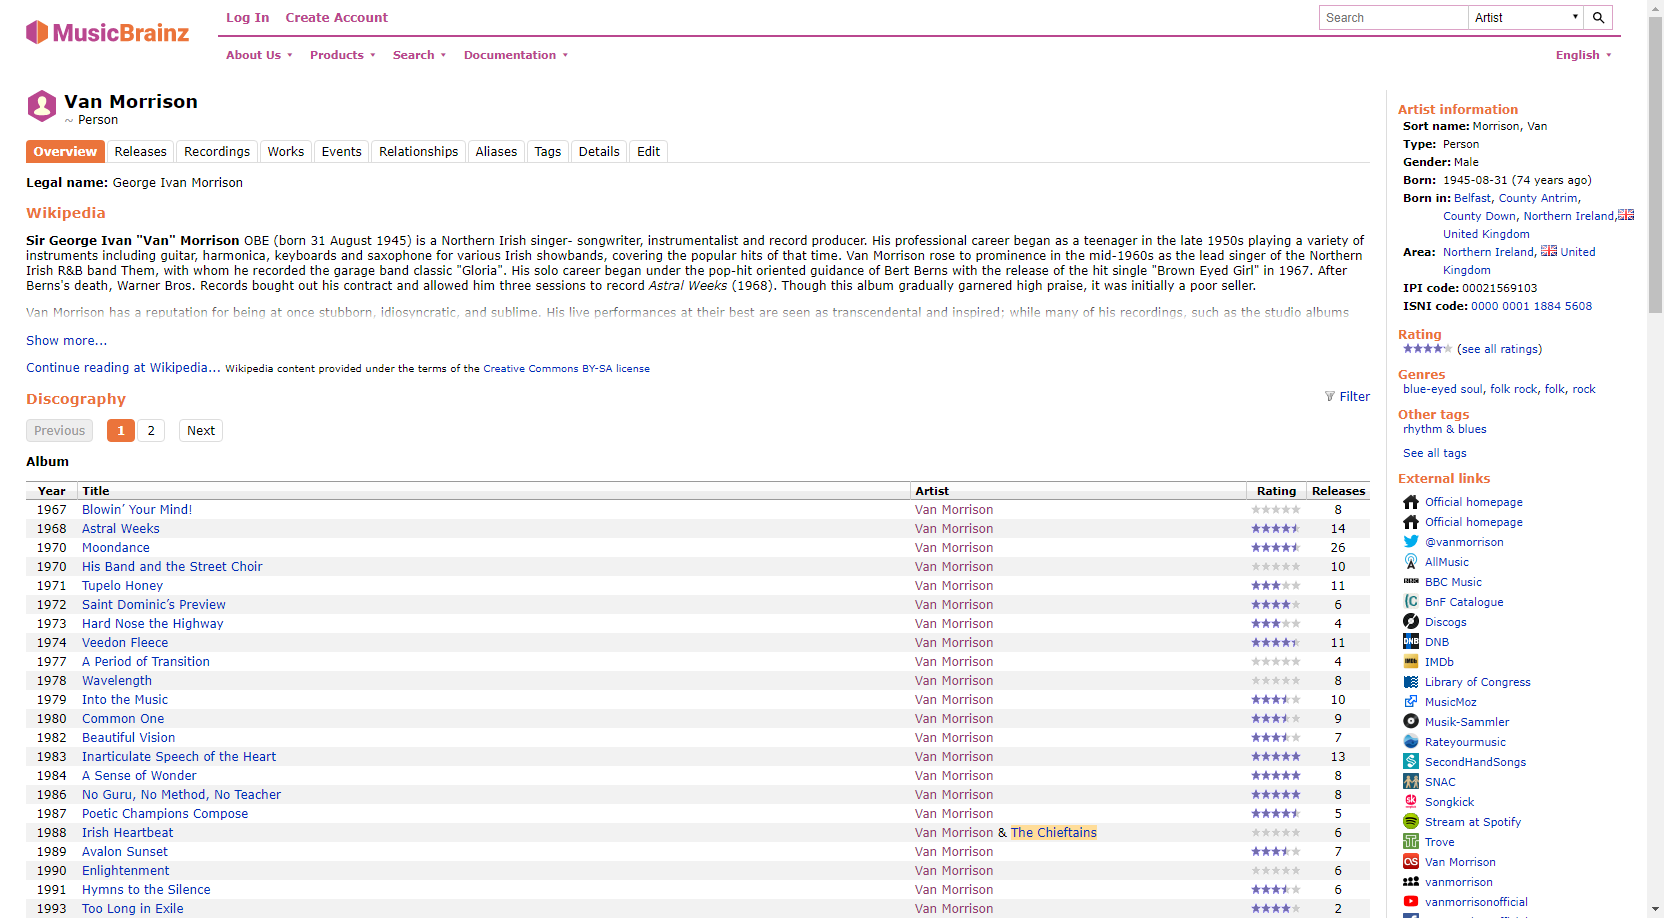 MusicBrainz
Log In Create Account
Search Artist
About Us Products Search Documentation English
Van Morrison
~ Person
Overview Releases Recordings Works Events Relationships Aliases Tags Details Edit
Legal name: George Ivan Morrison
Wikipedia
Sir George Ivan "Van" Morrison OBE (born 31 August 1945) is a Northern Irish singer- songwriter, instrumentalist and record producer. His professional career began as a teenager in the late 1950s playing a variety of
instruments including guitar, harmonica, keyboards and saxophone for various Irish showbands, covering the popular hits of that time. Van Morrison rose to prominence in the mid-1960s as the lead singer of the Northern
Irish R&B band Them, with whom he recorded the garage band classic "Gloria". His solo career began under the pop-hit oriented guidance of Bert Berns with the release of the hit single "Brown Eyed Girl" in 1967. After
Berns's death, Warner Bros. Records bought out his contract and allowed him three sessions to record Astral Weeks (1968). Though this album gradually garnered high praise, it was initially a poor seller.
Van Morrison has a reputation for being at once stubborn, idiosyncratic, and sublime. His live performances at their best are seen as transcendental and inspired; while many of his recordings, such as the studio albums
Show more...
Continue reading at Wikipedia... Wikipedia content provided under the terms of the Creative Commons BY-SA license
Discography
Filter
Previous 1 2 Next
Album
Year Title Artist Rating Releases
1967 Blowin’ Your Mind! Van Morrison 8
1968 Astral Weeks Van Morrison 14
1970 Moondance Van Morrison 26
1970 His Band and the Street Choir Van Morrison 10
1971 Tupelo Honey Van Morrison 11
1972 Saint Dominic’s Preview Van Morrison 6
1973 Hard Nose the Highway Van Morrison 4
1974 Veedon Fleece Van Morrison 11
1977 A Period of Transition Van Morrison 4
1978 Wavelength Van Morrison 8
1979 Into the Music Van Morrison 10
1980 Common One Van Morrison 9
1982 Beautiful Vision Van Morrison 7
1983 Inarticulate Speech of the Heart Van Morrison 13
1984 A Sense of Wonder Van Morrison 8
1986 No Guru, No Method, No Teacher Van Morrison 8
1987 Poetic Champions Compose Van Morrison 5
1988 Irish Heartbeat Van Morrison & The Chieftains 6
1989 Avalon Sunset Van Morrison 7
1990 Enlightenment Van Morrison 6
1991 Hymns to the Silence Van Morrison 6
1993 Too Long in Exile Van Morrison 2
Artist information
Sort name: Morrison, Van
Type: Person
Gender: Male
Born: 1945-08-31 (74 years ago)
Born in: Belfast, County Antrim,
County Down, Northern Ireland,
United Kingdom
Area: Northern Ireland, United
Kingdom
IPI code: 00021569103
ISNI code: 0000 0001 1884 5608
Rating
(see all ratings)
Genres
blue-eyed soul, folk rock, folk, rock
Other tags
rhythm & blues
See all tags
External links
Official homepage
Official homepage
@vanmorrison
AllMusic
BBC Music
BnF Catalogue
Discogs
DNB DNB
IMDb IMDb
Library of Congress
MusicMoz
Musik-Sammler
Rateyourmusic
SecondHandSongs
SNAC
Songkick
Stream at Spotify
Trove
Van Morrison
vanmorrison
vanmorrisonofficial